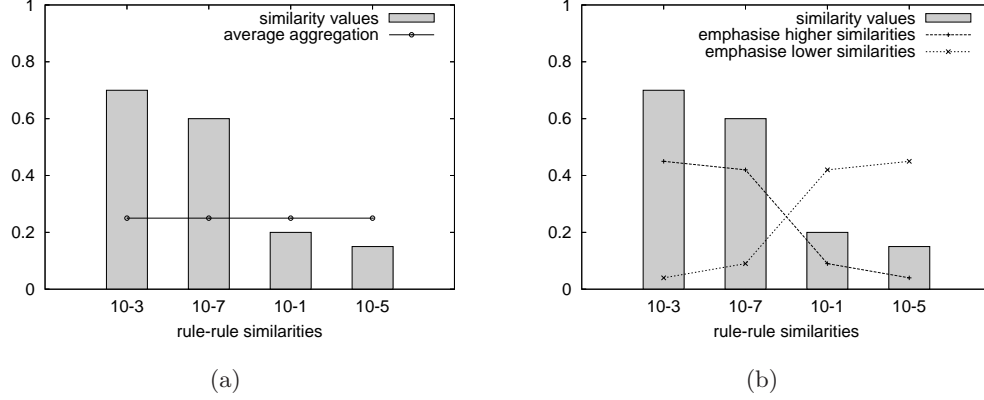 1
0.8
0.6
0.4
0.2
0
similarity values
average aggregation
10-3 10-7 10-1 10-5
rule-rule similarities
(a)
1
0.8
0.6
0.4
0.2
0
similarity values
emphasise higher similarities
emphasise lower similarities
10-3 10-7 10-1 10-5
rule-rule similarities
(b)